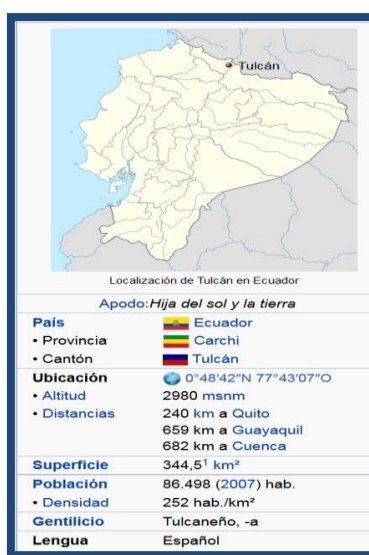 Tulcán
Localización de Tulcán en Ecuador
Apodo:Hija del sol y la tierra
País Ecuador
• Provincia Carchi
• Cantón Tulcán
Ubicación 0°48'42"N 77°43'07"O
• Altitud 2980 msnm
• Distancias 240 km a Quito
659 km a Guayaquil
682 km a Cuenca
Superficie 344,5¹ km²
Población 86.498 (2007) hab.
• Densidad 252 hab./km²
Gentilicio Tulcaneño, -a
Lengua Español